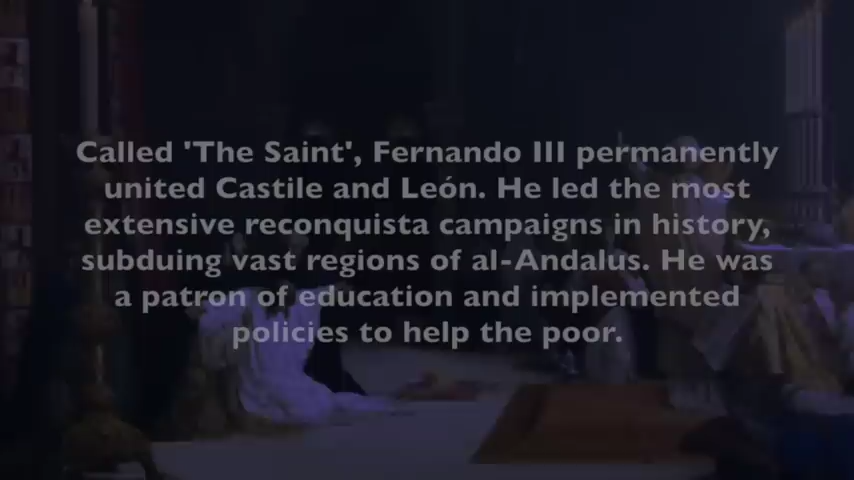 Called 'The Saint', Fernando III permanently
united Castile and León. He led the most
extensive reconquista campaigns in history,
subduing vast regions of al-Andalus. He was
a patron of education and implemented
policies to help the poor.